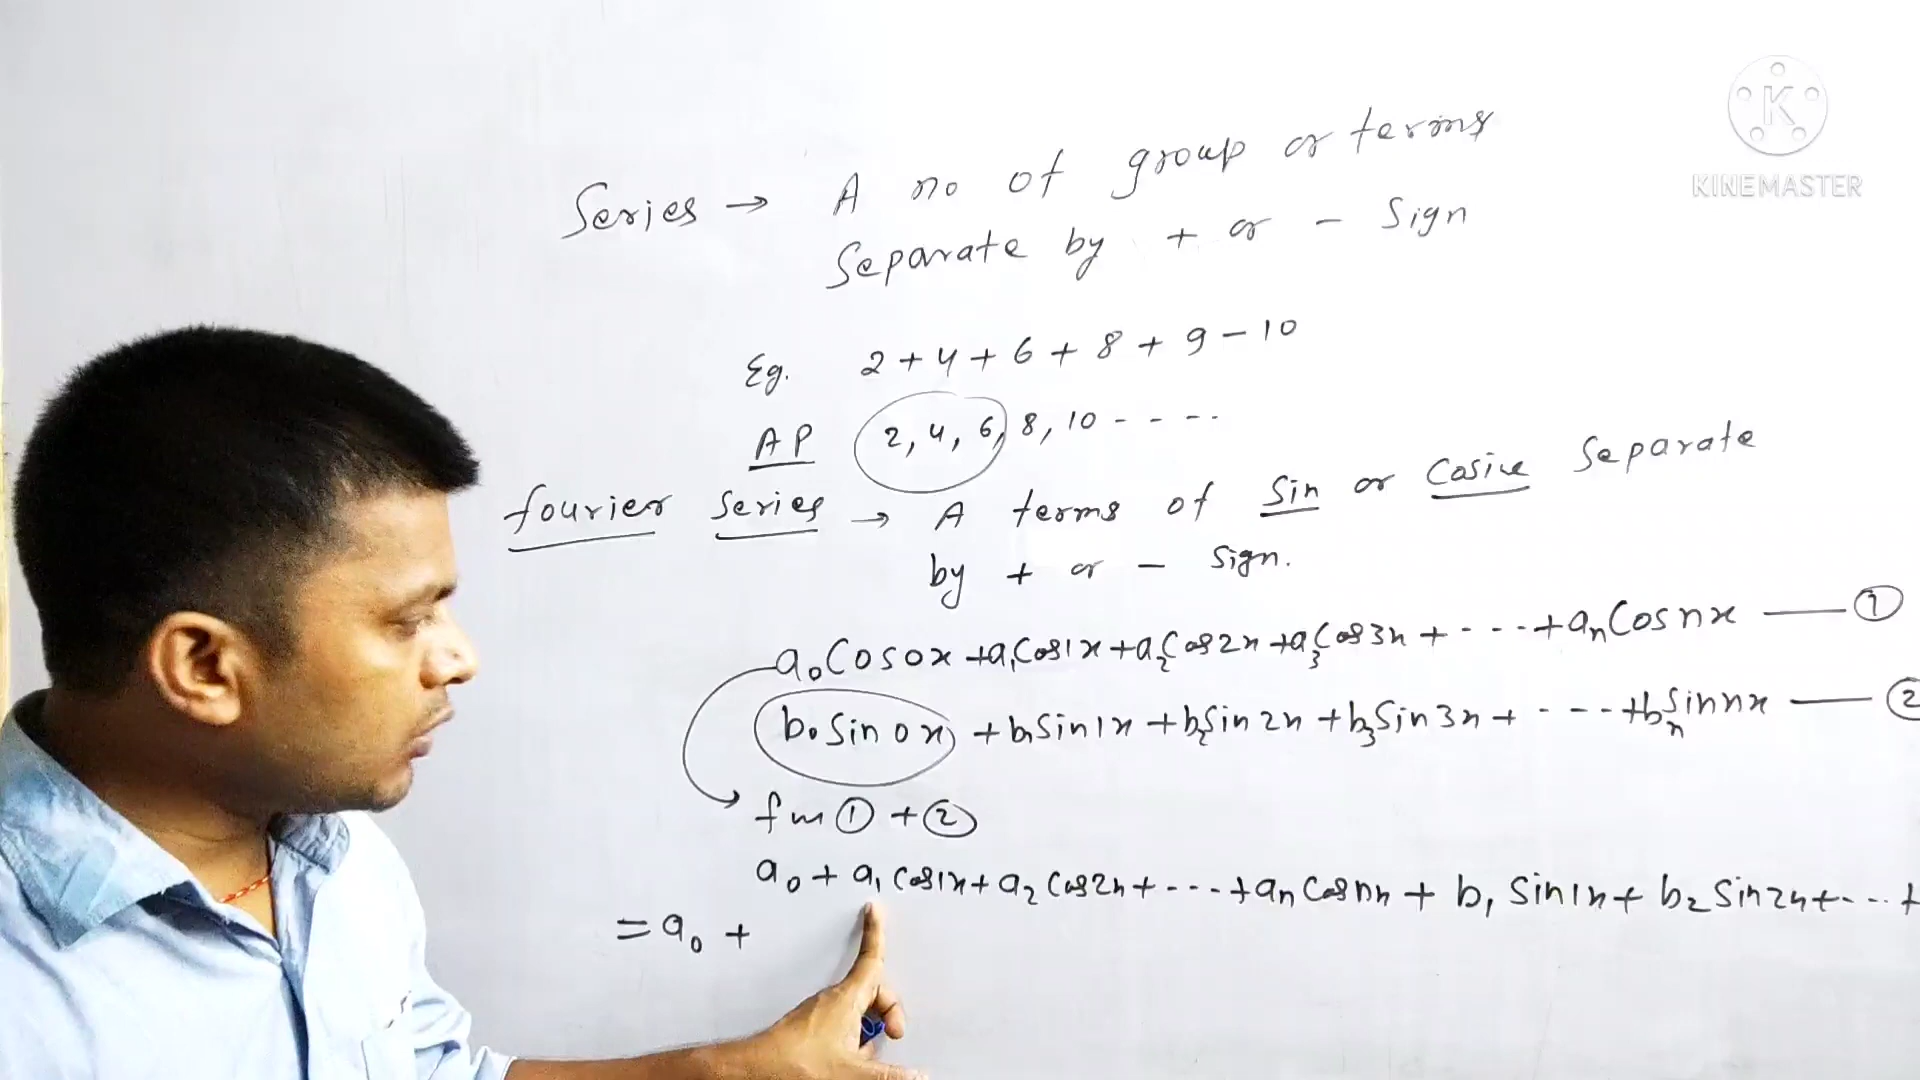 KINEMASTER
Series → A no of group or terms
Separate by + or - Sign
Eg. 2 + 4 + 6 + 8 + 9 - 10
AP 2, 4, 6, 8, 10 - - - -
fourier Series → A terms of Sin or Cosine Separate
by + or - Sign.
a₀Cos0x + a₁Cos1x + a₂Cos2x + a₃Cos3x + - - - + aₙCosnx — ①
b₀Sin0x + b₁Sin1x + b₂Sin2x + b₃Sin3x + - - - + bₙSinnx — ②
fm ① + ②
a₀ + a₁Cos1x + a₂Cos2x + - - - + aₙCosnx + b₁Sin1x + b₂Sin2x + - - - +
= a₀ +